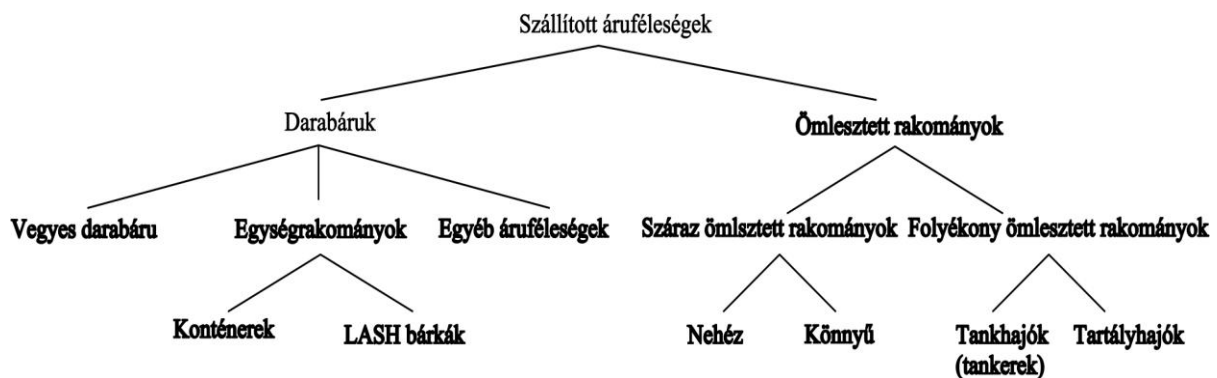 Szállított áruféleségek
Darabáruk
Ömlesztett rakományok
Vegyes darabáru
Egységrakományok
Egyéb áruféleségek
Száraz ömlsztett rakományok
Folyékony ömlesztett rakományok
Konténerek
LASH bárkák
Nehéz
Könnyű
Tankhajók
(tankerek)
Tartályhajók